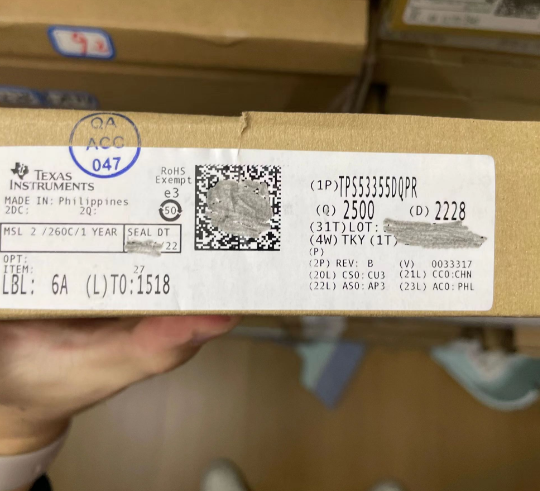 QA
ACC
047
TEXAS
INSTRUMENTS
MADE IN: Philippines
2DC: 2Q:
MSL 2 /260C/1 YEAR
SEAL DT
22
OPT:
ITEM: 27
LBL: 6A (L)TO:1518
RoHS
Exempt
e3
50
(1P)TPS53355DQPR
(Q) 2500 (D) 2228
(31T)LOT:
(4W) TKY (1T)
(P)
(2P) REV: B (V) 0033317
(20L) CSO: CU3 (21L) CCO:CHN
(22L) ASO: AP3 (23L) ACO: PHL